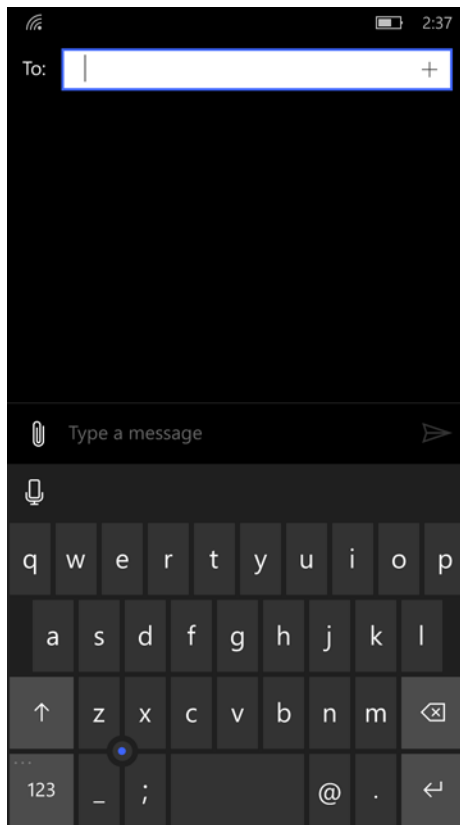 2:37
To:
Type a message
q w e r t y u i o p
a s d f g h j k l
z x c v b n m
123 _ ; @ .